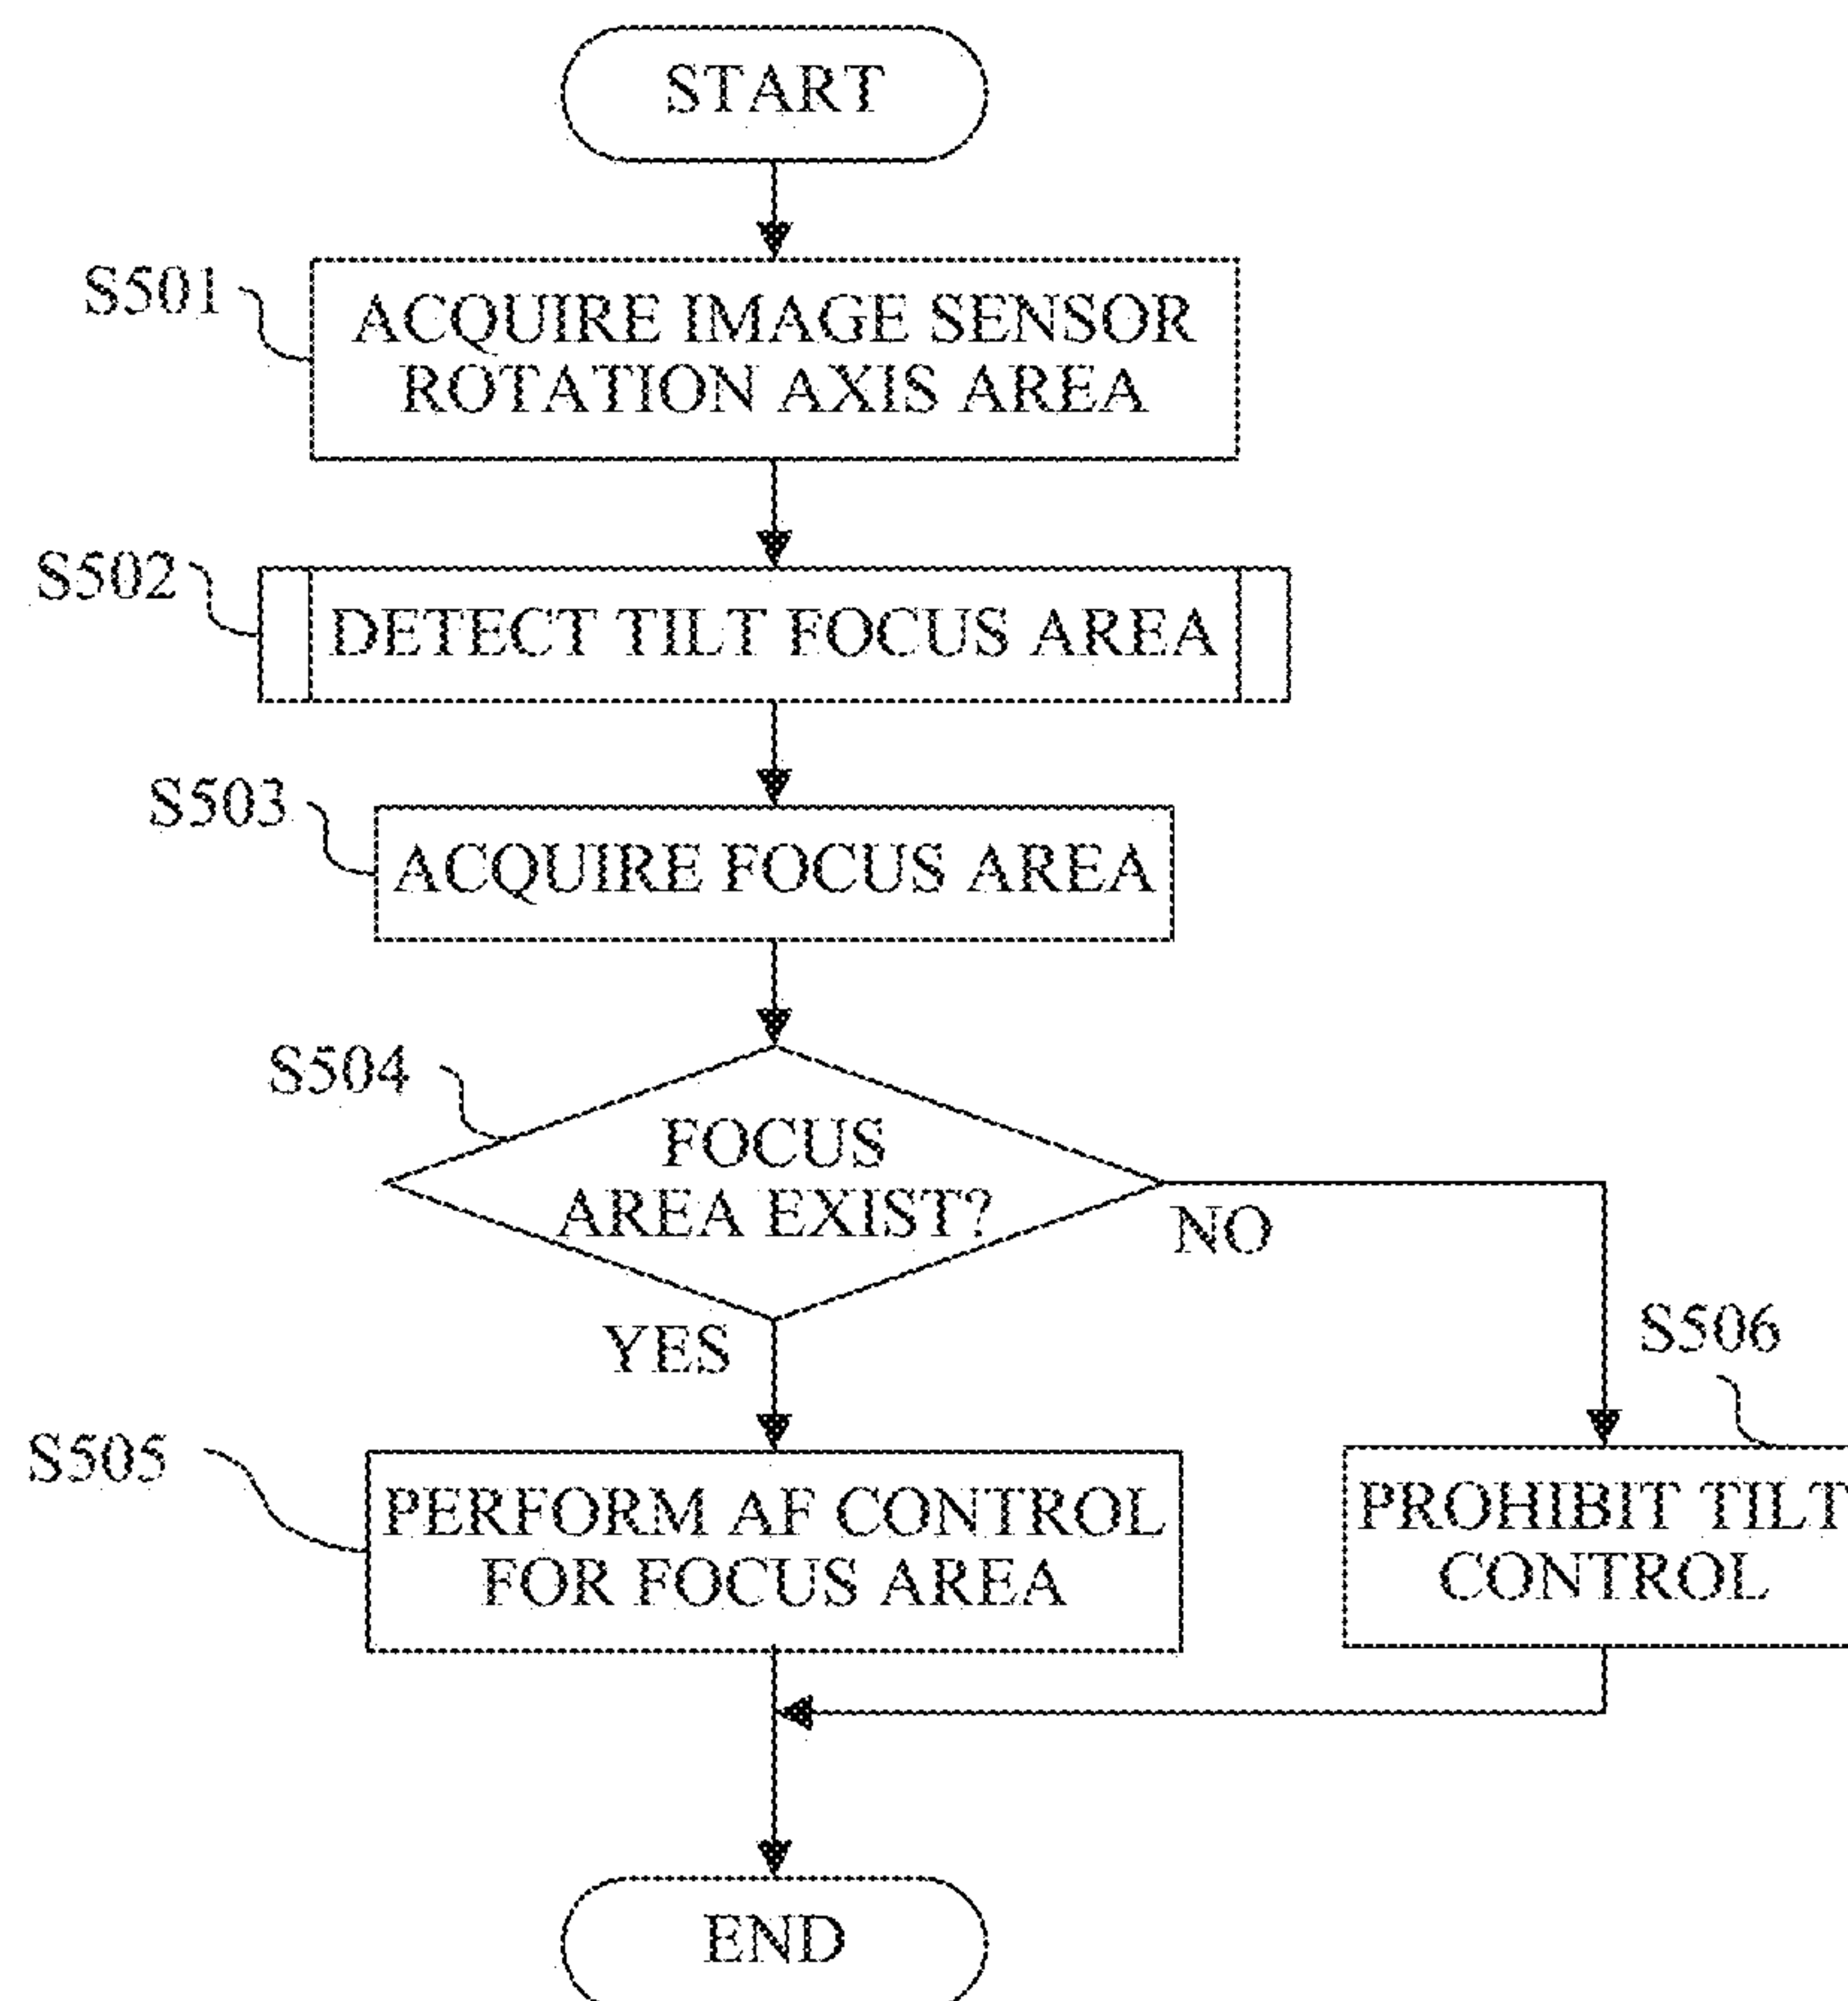 START
S501
ACQUIRE IMAGE SENSOR
ROTATION AXIS AREA
S502
DETECT TILT FOCUS AREA
S503
ACQUIRE FOCUS AREA
S504
FOCUS
AREA EXIST?
NO
YES
S506
S505
PERFORM AF CONTROL
FOR FOCUS AREA
PROHIBIT TILT
CONTROL
END